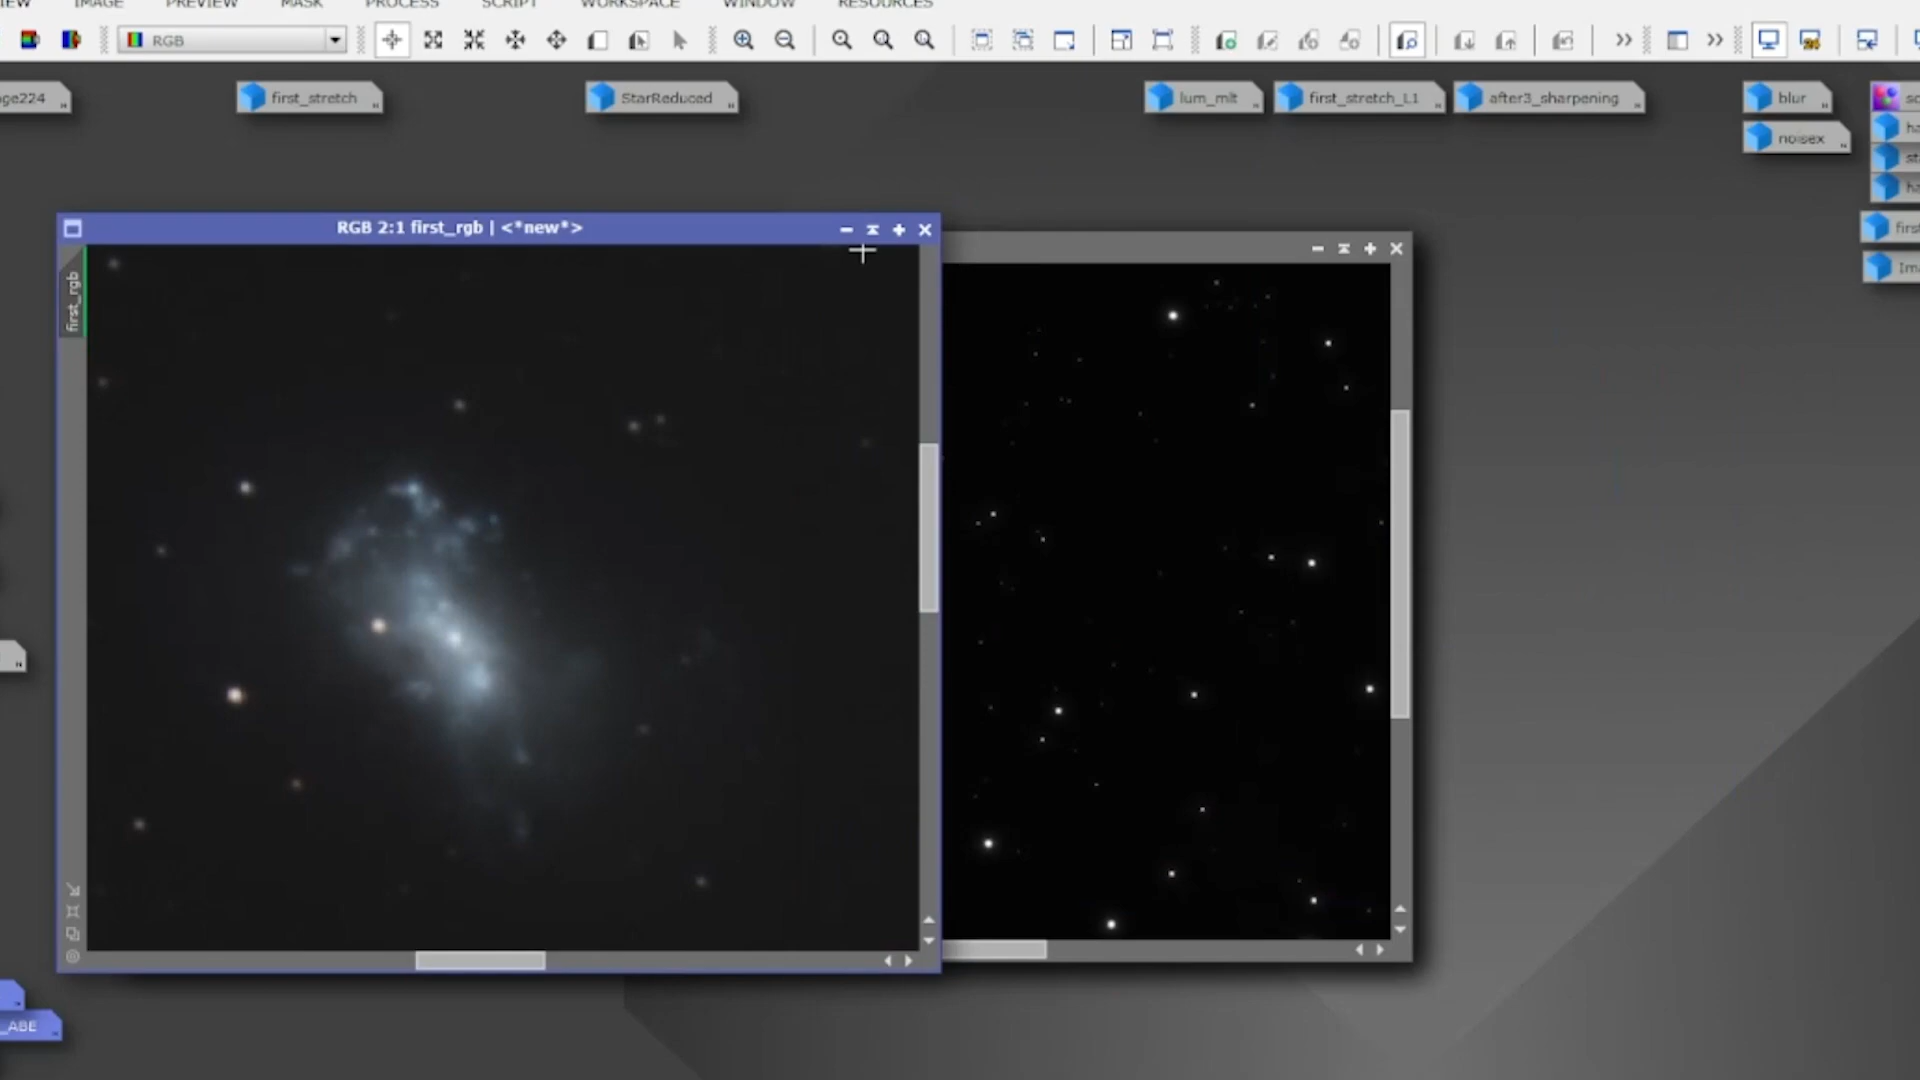 IMAGE PREVIEW MASK PROCESS SCRIPT WORKSPACE WINDOW RESOURCES
RGB
first_stretch
StarReduced
lum_mlt
first_stretch_L1
after3_sharpening
blur
noisex
RGB 2:1 first_rgb | <*new*>
first_rgb
_ABE